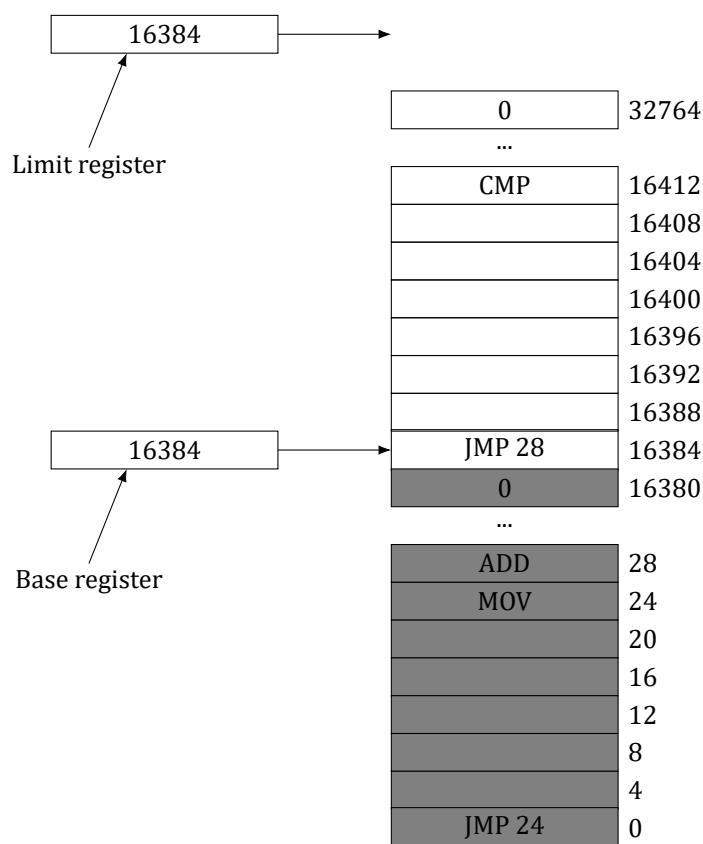 16384
0 32764
...
Limit register
CMP 16412
16408
16404
16400
16396
16392
16388
16384 JMP 28 16384
0 16380
...
Base register
ADD 28
MOV 24
20
16
12
8
4
JMP 24 0